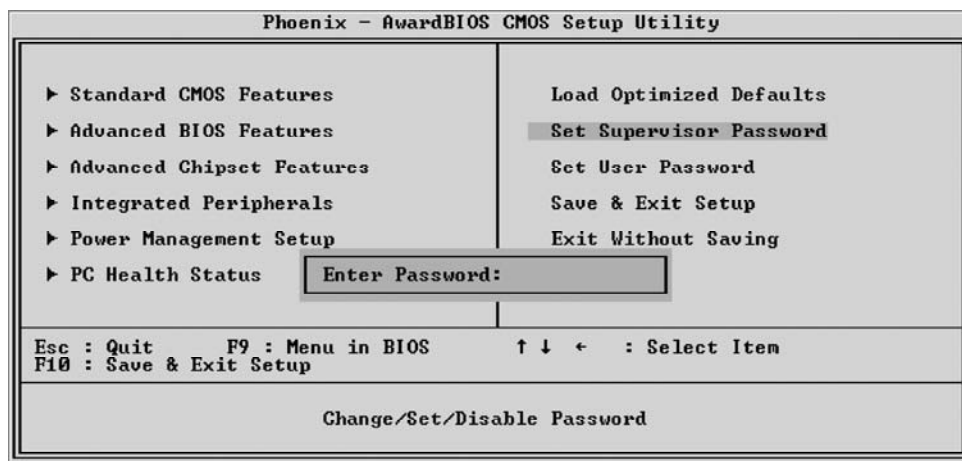 Phoenix - AwardBIOS CMOS Setup Utility
▶ Standard CMOS Features
▶ Advanced BIOS Features
▶ Advanced Chipset Features
▶ Integrated Peripherals
▶ Power Management Setup
▶ PC Health Status
Load Optimized Defaults
Set Supervisor Password
Set User Password
Save & Exit Setup
Exit Without Saving
Enter Password:
Esc : Quit F9 : Menu in BIOS ↑ ↓ ← : Select Item
F10 : Save & Exit Setup
Change/Set/Disable Password